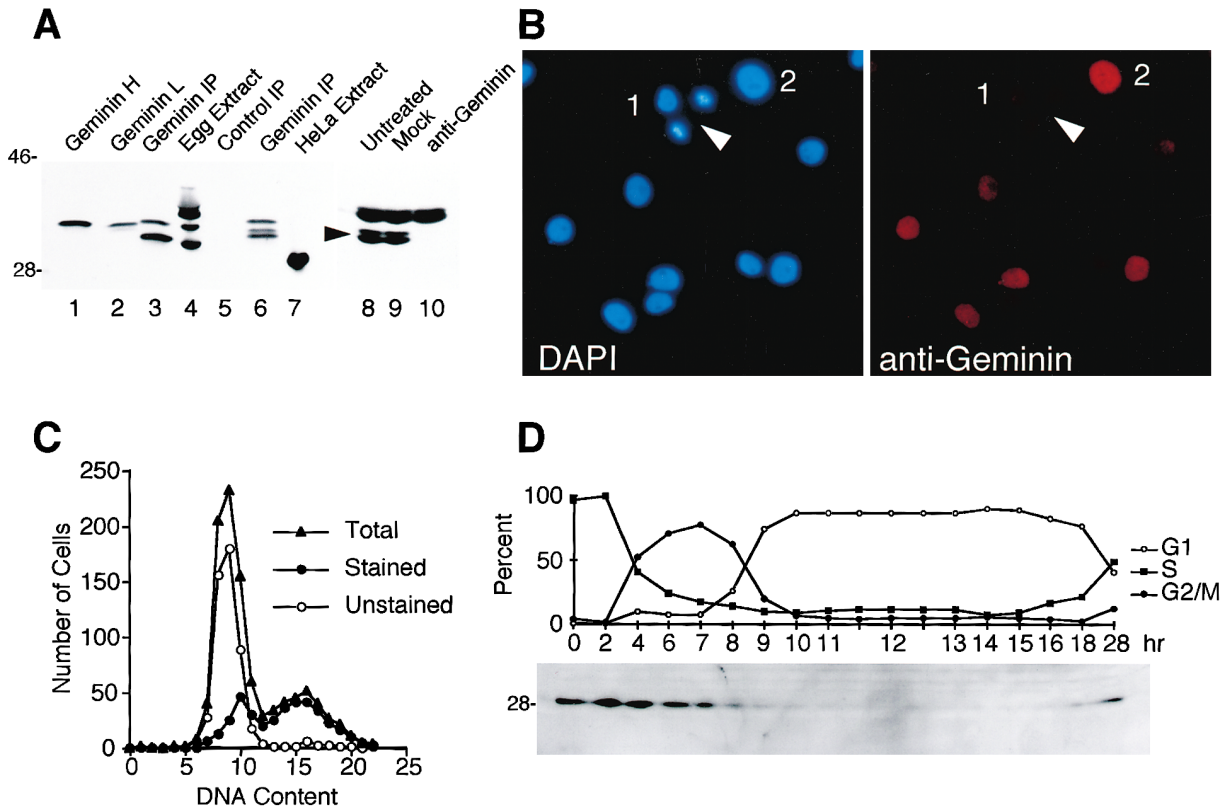 A
Geminin H
Geminin L
Geminin IP
Egg Extract
Control IP
Geminin IP
HeLa Extract
Untreated
Mock
anti-Geminin
46-
28-
1 2 3 4 5 6 7 8 9 10
B
1
2
DAPI
1
2
anti-Geminin
C
Number of Cells
250
200
150
100
50
0
0 5 10 15 20 25
DNA Content
Total
Stained
Unstained
D
Percent
100
50
0
0 2 4 6 7 8 9 10 11 12 13 14 15 16 18 28 hr
G1
S
G2/M
28-